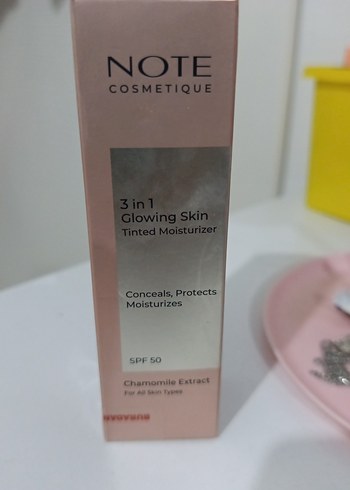 NOTE
COSMETIQUE
3 in 1
Glowing Skin
Tinted Moisturizer
Conceals, Protects
Moisturizes
SPF 50
Chamomile Extract
For All Skin Types